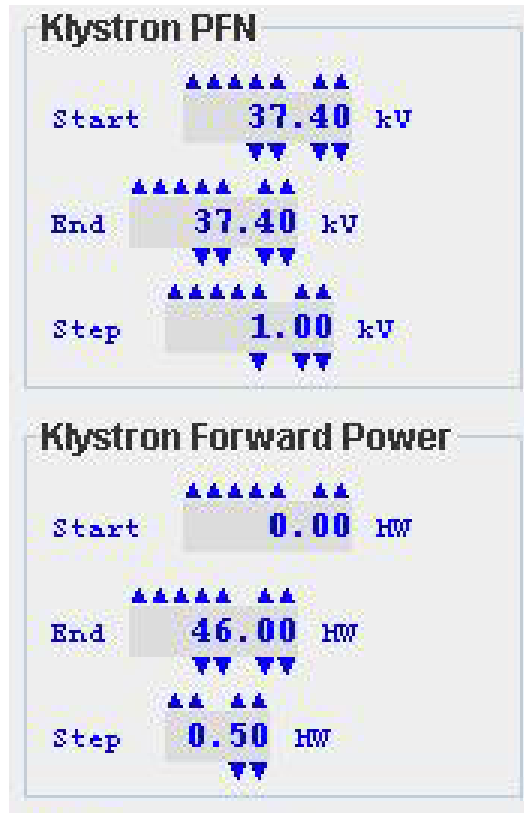 Klystron PFN
Start 37.40 kV
End 37.40 kV
Step 1.00 kV
Klystron Forward Power
Start 0.00 MW
End 46.00 MW
Step 0.50 MW